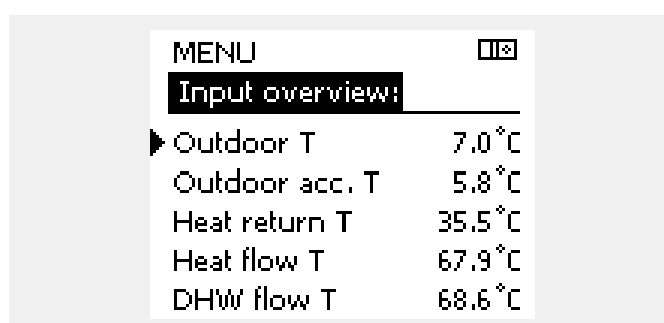 MENU
Input overview:
Outdoor T 7.0°C
Outdoor acc. T 5.8°C
Heat return T 35.5°C
Heat flow T 67.9°C
DHW flow T 68.6°C